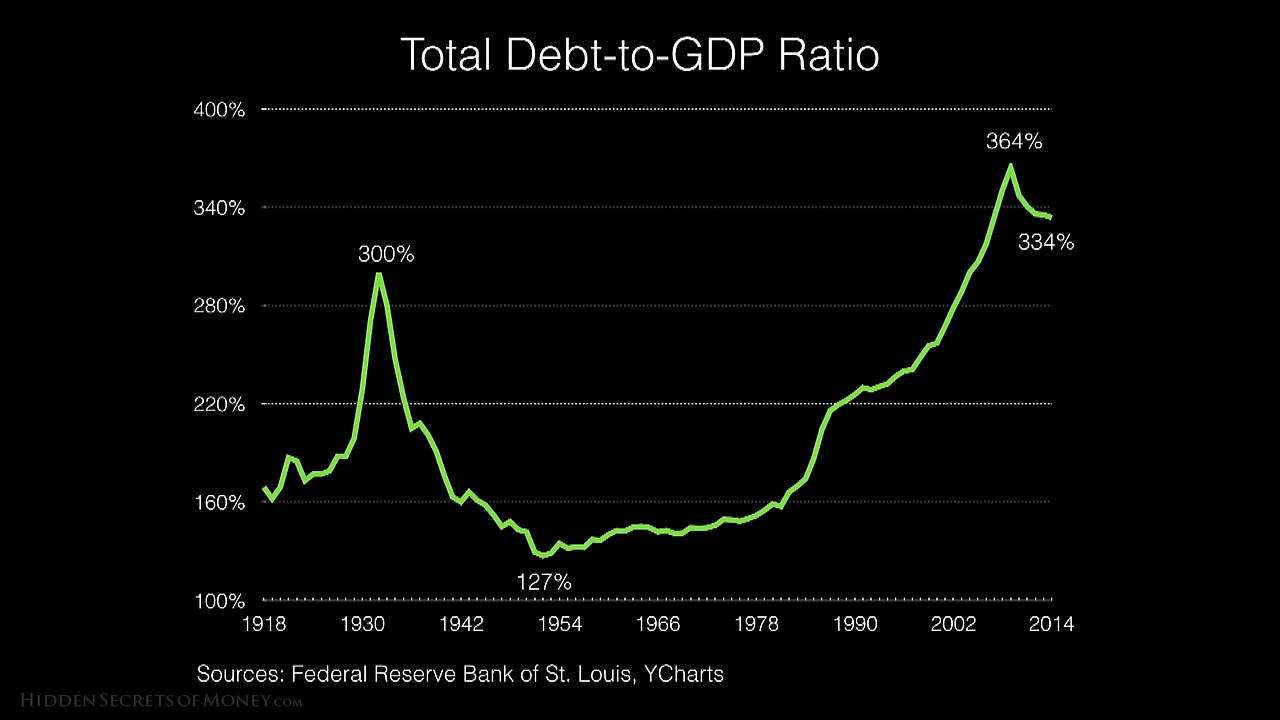 Total Debt-to-GDP Ratio
400%
364%
340%
334%
300%
280%
220%
160%
127%
100%
1918 1930 1942 1954 1966 1978 1990 2002 2014
Sources: Federal Reserve Bank of St. Louis, YCharts
HIDDEN SECRETS OF MONEY.COM